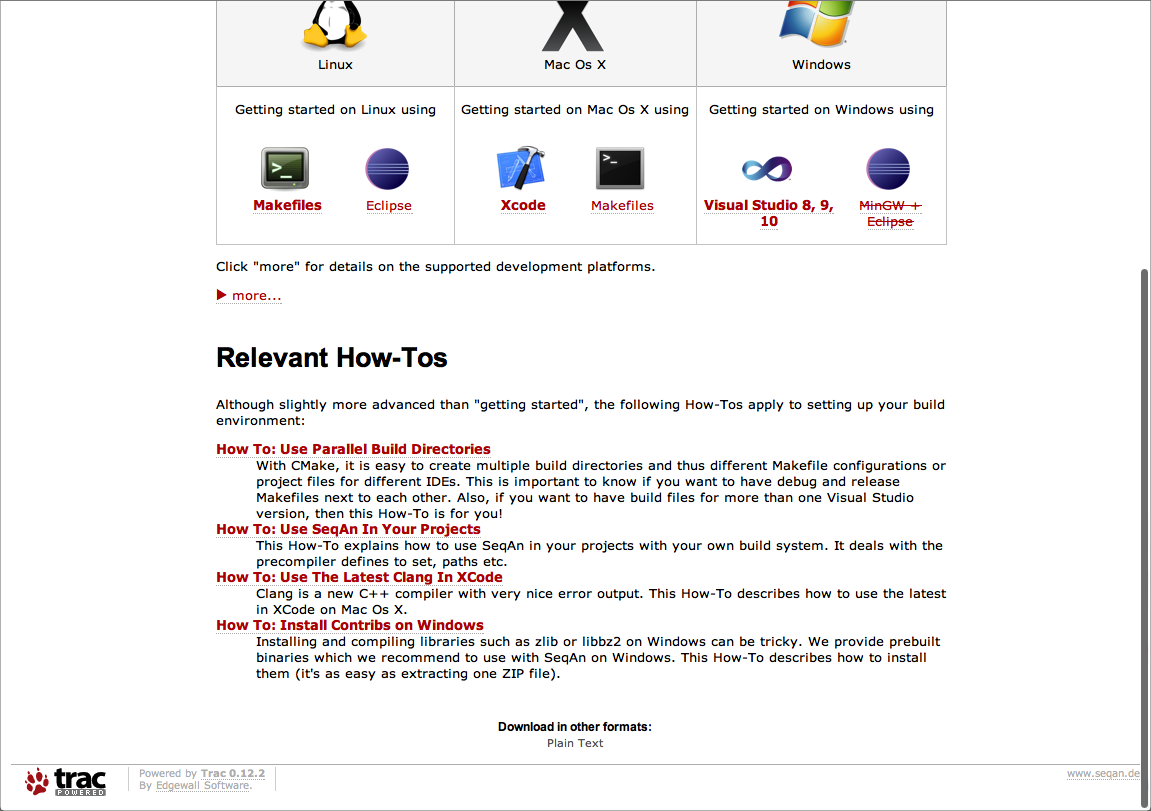 Linux
Mac Os X
Windows
Getting started on Linux using
Getting started on Mac Os X using
Getting started on Windows using
Makefiles
Eclipse
Xcode
Makefiles
Visual Studio 8, 9,
10
MinGW +
Eclipse
Click "more" for details on the supported development platforms.
more...
Relevant How-Tos
Although slightly more advanced than "getting started", the following How-Tos apply to setting up your build
environment:
How To: Use Parallel Build Directories
With CMake, it is easy to create multiple build directories and thus different Makefile configurations or
project files for different IDEs. This is important to know if you want to have debug and release
Makefiles next to each other. Also, if you want to have build files for more than one Visual Studio
version, then this How-To is for you!
How To: Use SeqAn In Your Projects
This How-To explains how to use SeqAn in your projects with your own build system. It deals with the
precompiler defines to set, paths etc.
How To: Use The Latest Clang In XCode
Clang is a new C++ compiler with very nice error output. This How-To describes how to use the latest
in XCode on Mac Os X.
How To: Install Contribs on Windows
Installing and compiling libraries such as zlib or libbz2 on Windows can be tricky. We provide prebuilt
binaries which we recommend to use with SeqAn on Windows. This How-To describes how to install
them (it's as easy as extracting one ZIP file).
Download in other formats:
Plain Text
trac
POWERED
Powered by Trac 0.12.2
By Edgewall Software.
www.seqan.de